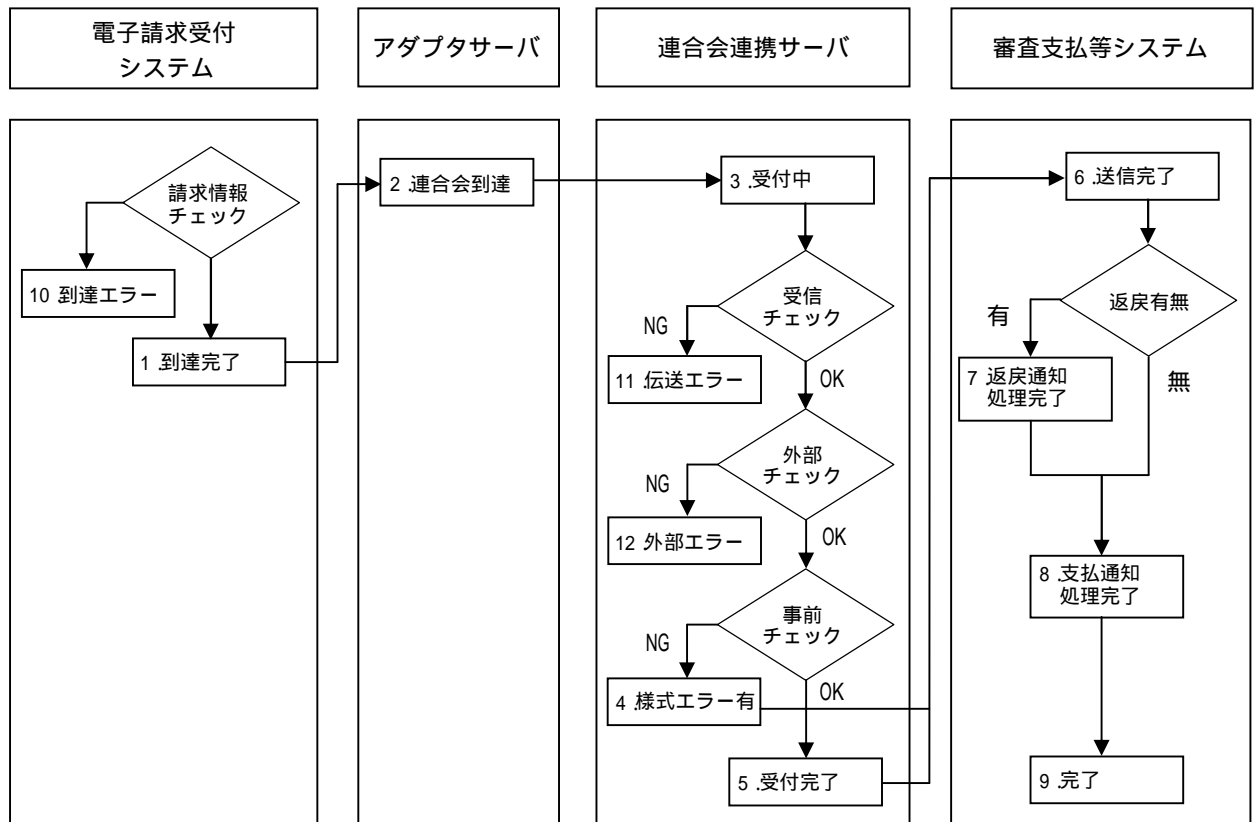 電子請求受付
システム
アダプタサーバ
連合会連携サーバ
審査支払等システム
請求情報
チェック
10.到達エラー
1.到達完了
2.連合会到達
3.受付中
受信
チェック
NG
OK
11.伝送エラー
外部
チェック
NG
OK
12.外部エラー
事前
チェック
NG
OK
4.様式エラー有
5.受付完了
6.送信完了
返戻有無
有
無
7.返戻通知
処理完了
8.支払通知
処理完了
9.完了